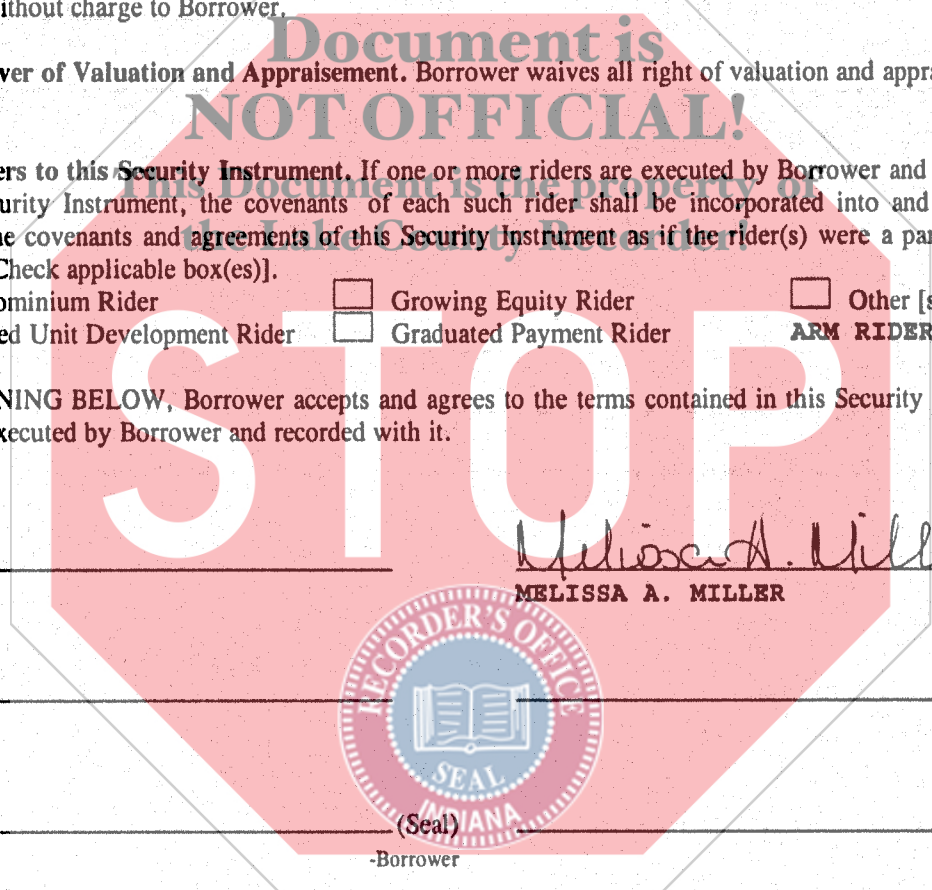 ithout charge to Borrower.
Document is
ver of Valuation and Appraisement. Borrower waives all right of valuation and appra
NOT OFFICIAL!
ers to this Security Instrument. If one or more riders are executed by Borrower and
This Document is the property of
urity Instrument, the covenants of each such rider shall be incorporated into and
the Lake County Recorder!
e covenants and agreements of this Security Instrument as if the rider(s) were a par
Check applicable box(es)].
ominium Rider Growing Equity Rider Other [s
ed Unit Development Rider Graduated Payment Rider ARM RIDER
STOP
NING BELOW, Borrower accepts and agrees to the terms contained in this Security
xecuted by Borrower and recorded with it.
Melissa A. Mill
MELISSA A. MILLER
RECORDER'S OFFICE
SEAL
INDIANA
(Seal)
-Borrower